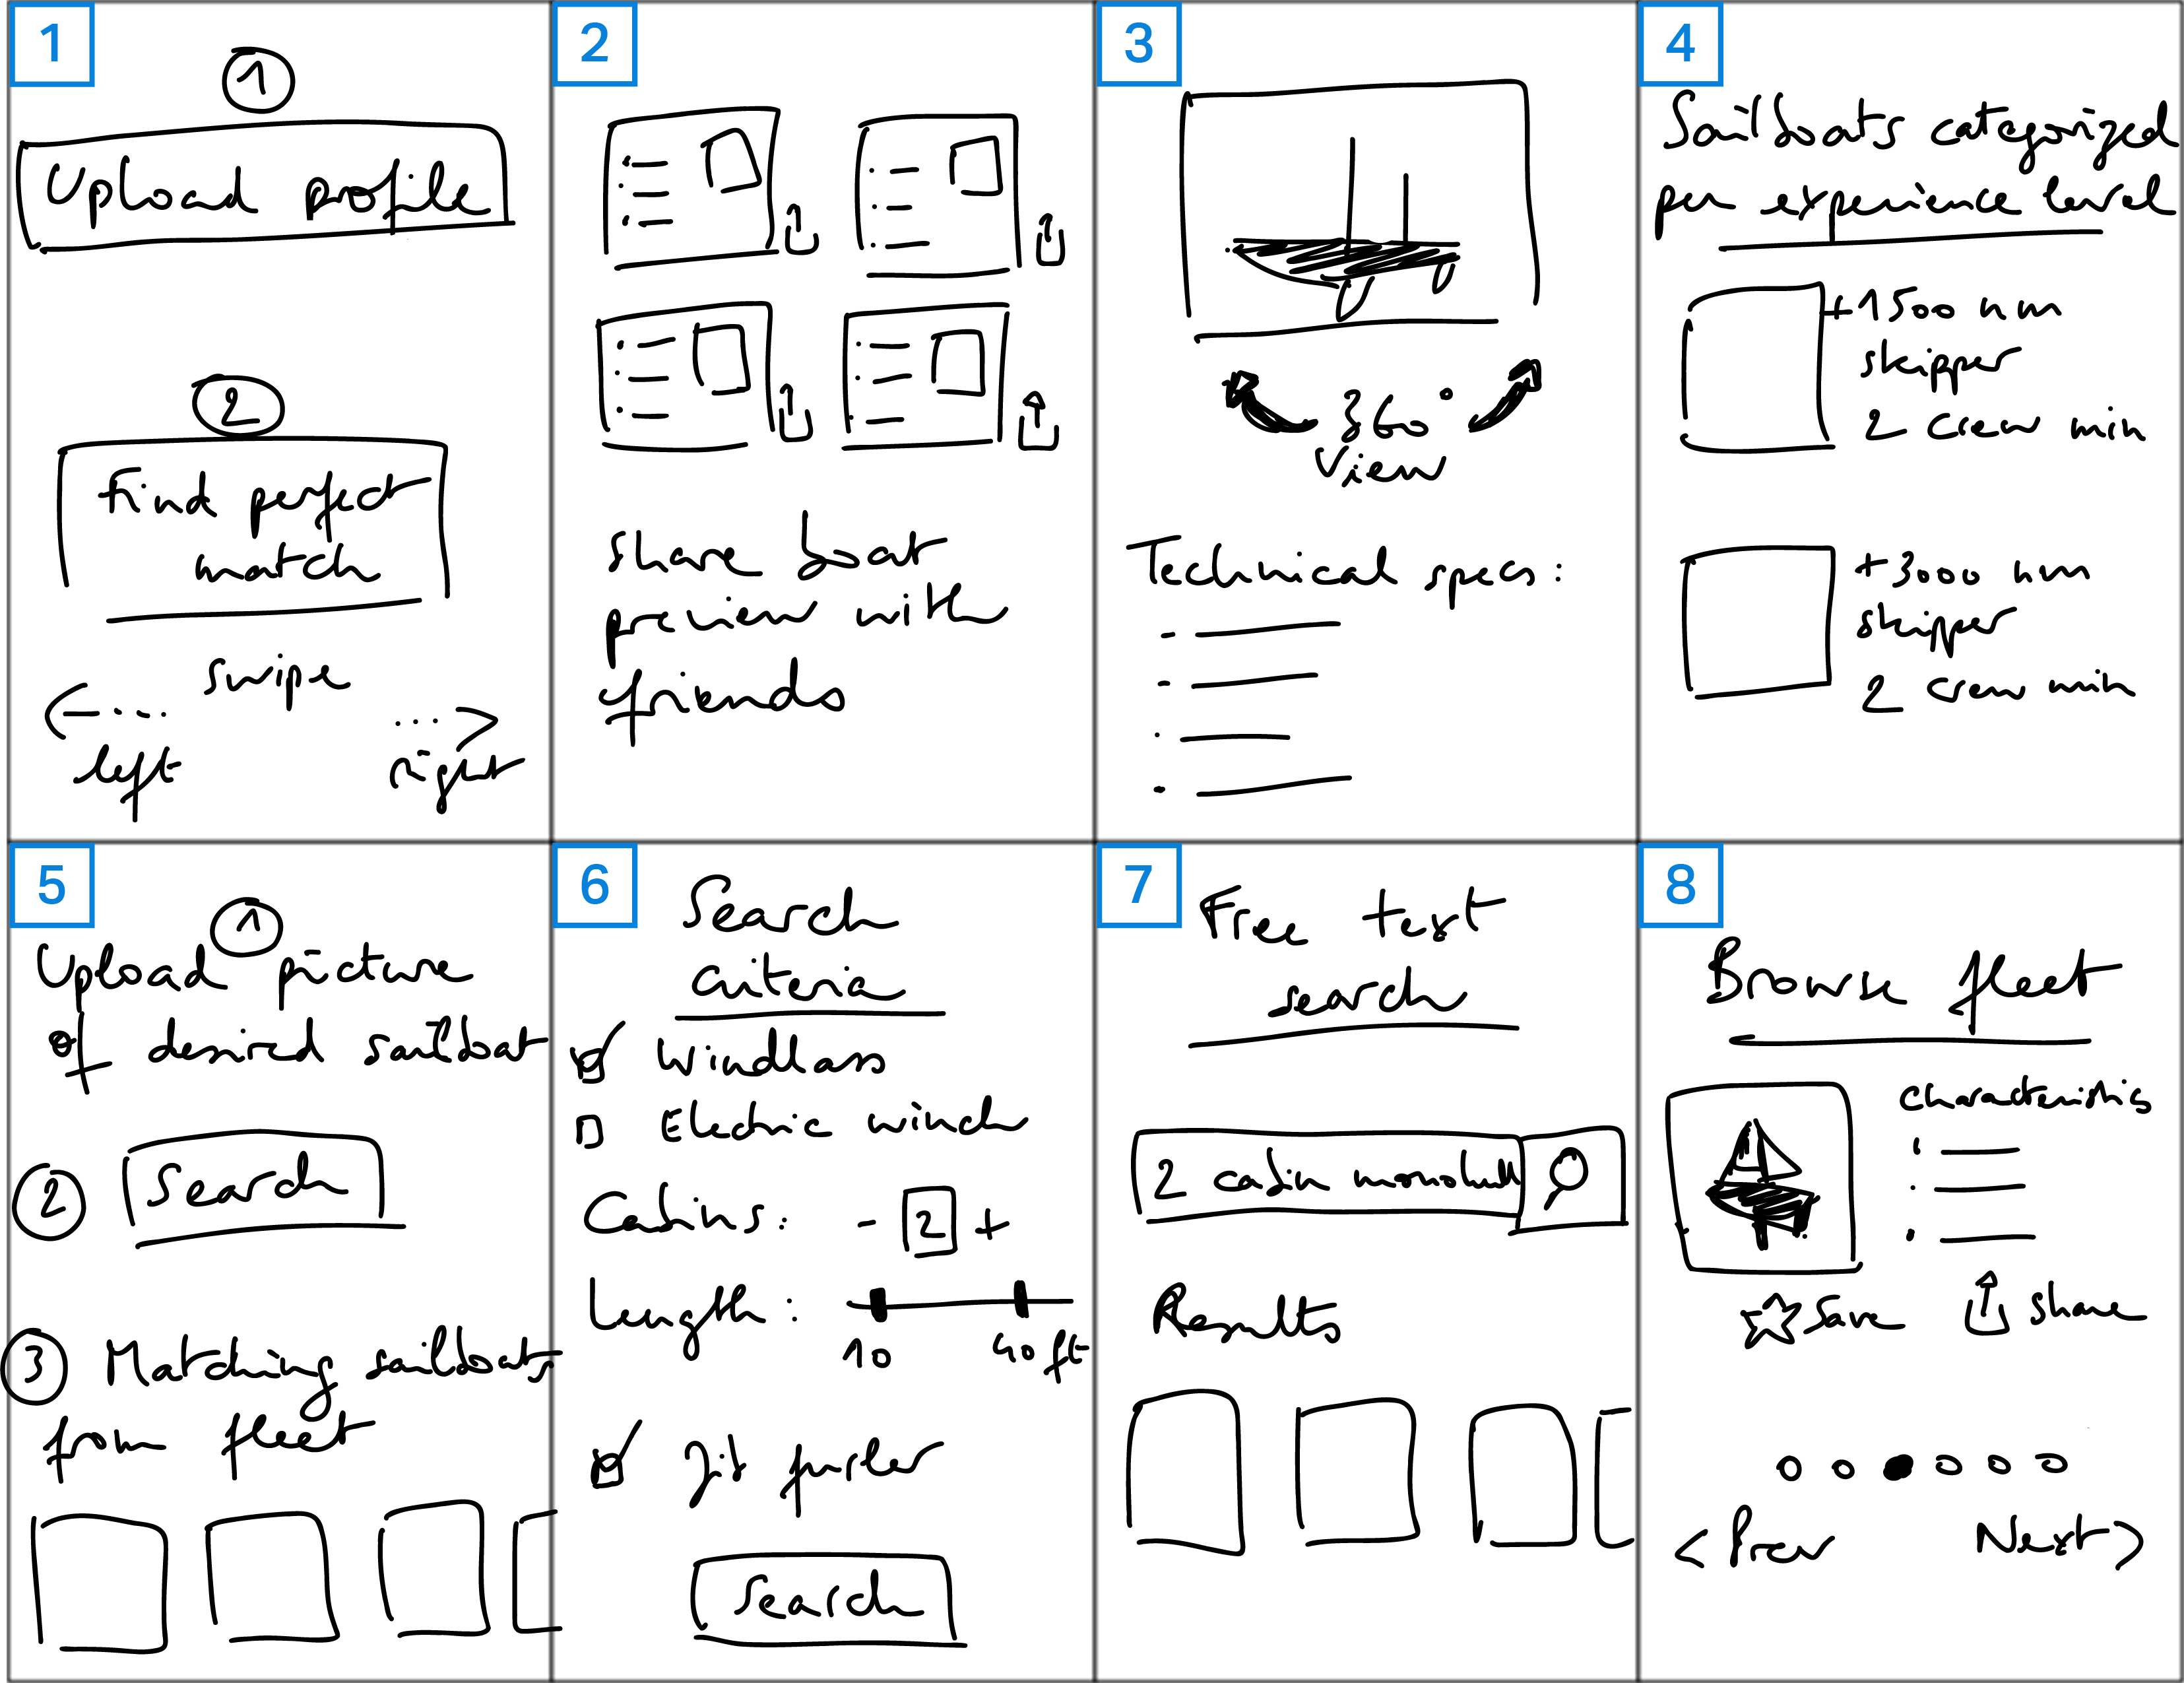 1
1
Upload profile
2
Find perfect
match
swipe
left
right
2
share boat
preview with
friends
3
360°
view
Technical specs:
4
Sailboats categorized
per experience level
+1500 nm
skipper
2 crew min
+3000 nm
skipper
2 crew min
5
1
Upload picture
of desired sailboat
2 Search
3 Matching sailboats
from fleet
6
Search
criteria
Windlass
Electric winch
Cabins: - 2 +
Length:
10 40 ft
Jib furler
Search
7
Free text
search
2 cabin monohull
Results
8
Browse fleet
characteristics
Save share
< Prev Next >